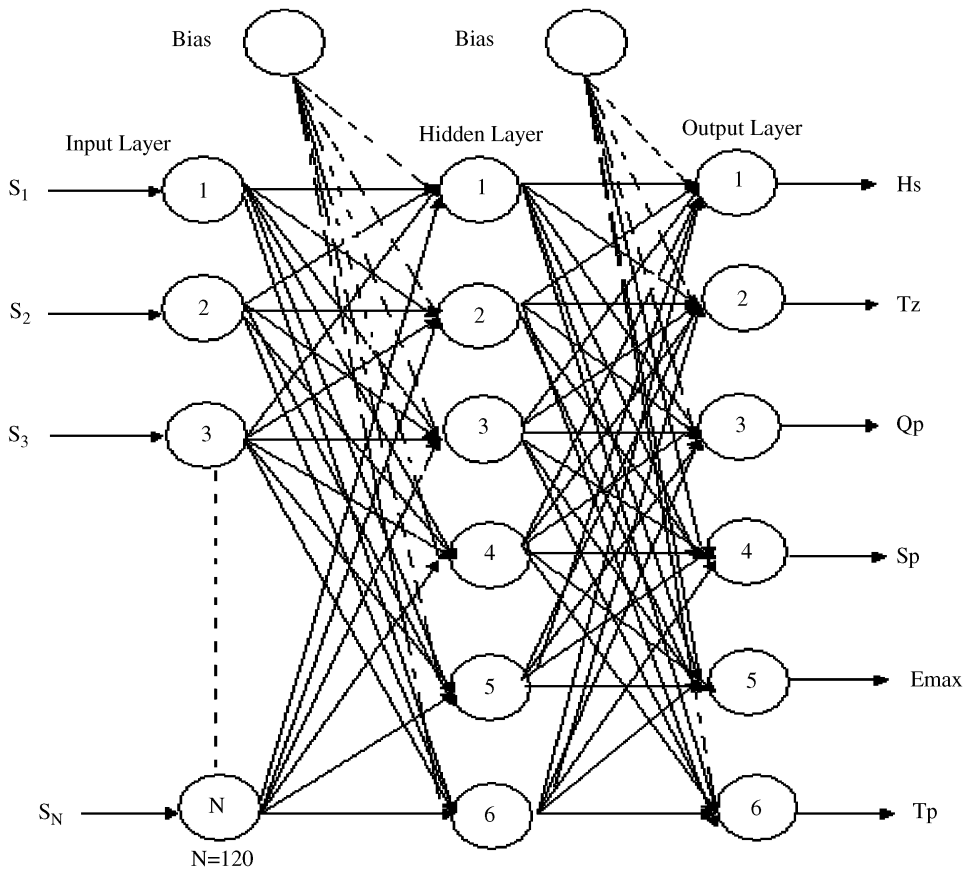 Bias
Bias
Input Layer
Hidden Layer
Output Layer
S1
1
1
1
Hs
S2
2
2
2
Tz
S3
3
3
3
Qp
4
4
Sp
5
5
Emax
SN
N
6
6
Tp
N=120